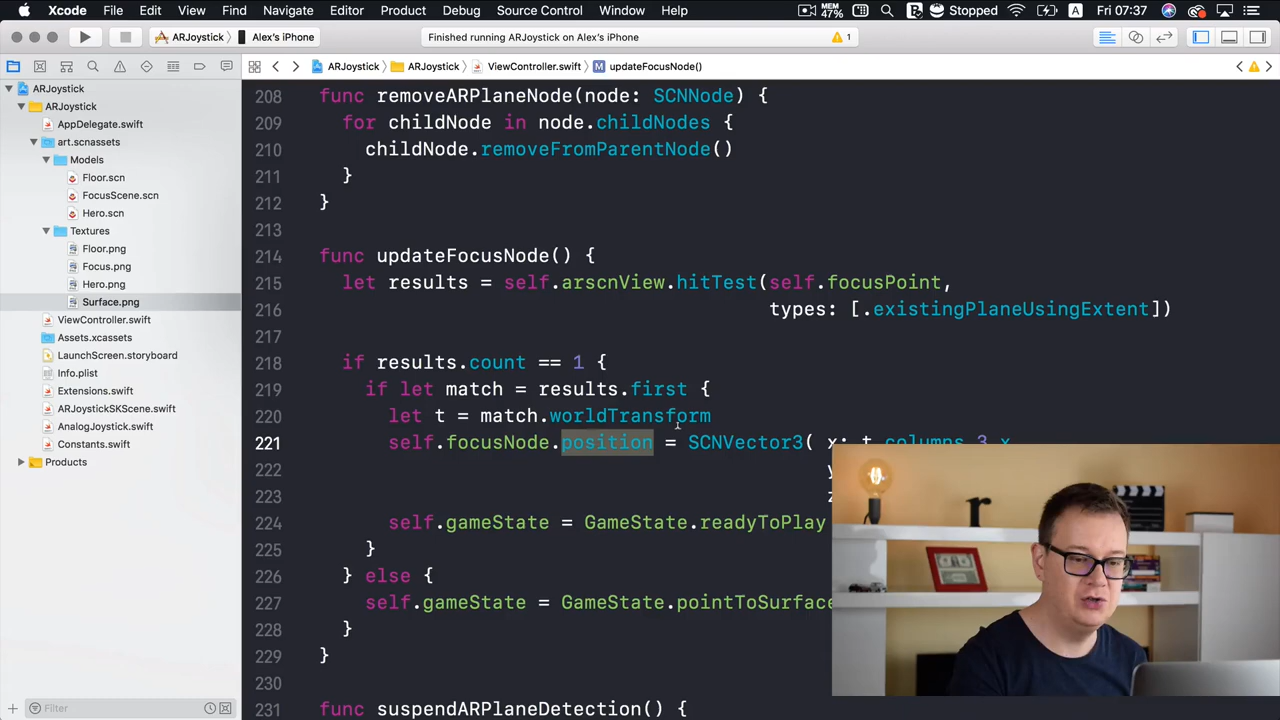 Xcode File Edit View Find Navigate Editor Product Debug Source Control Window Help MEM 47% Stopped A Fri 07:37
ARJoystick Alex's iPhone Finished running ARJoystick on Alex's iPhone 1
ARJoystick ARJoystick ViewController.swift M updateFocusNode()
ARJoystick
ARJoystick
AppDelegate.swift
art.scnassets
Models
Floor.scn
FocusScene.scn
Hero.scn
Textures
Floor.png
Focus.png
Hero.png
Surface.png
ViewController.swift
Assets.xcassets
LaunchScreen.storyboard
Info.plist
Extensions.swift
ARJoystickSKScene.swift
AnalogJoystick.swift
Constants.swift
Products
Filter
208 func removeARPlaneNode(node: SCNNode) {
209 for childNode in node.childNodes {
210 childNode.removeFromParentNode()
211 }
212 }
213
214 func updateFocusNode() {
215 let results = self.arscnView.hitTest(self.focusPoint,
216 types: [.existingPlaneUsingExtent])
217
218 if results.count == 1 {
219 if let match = results.first {
220 let t = match.worldTransform
221 self.focusNode.position = SCNVector3( x: t.columns.3.x
222
223
224 self.gameState = GameState.readyToPlay
225 }
226 } else {
227 self.gameState = GameState.pointToSurface
228 }
229 }
230
231 func suspendARPlaneDetection() {